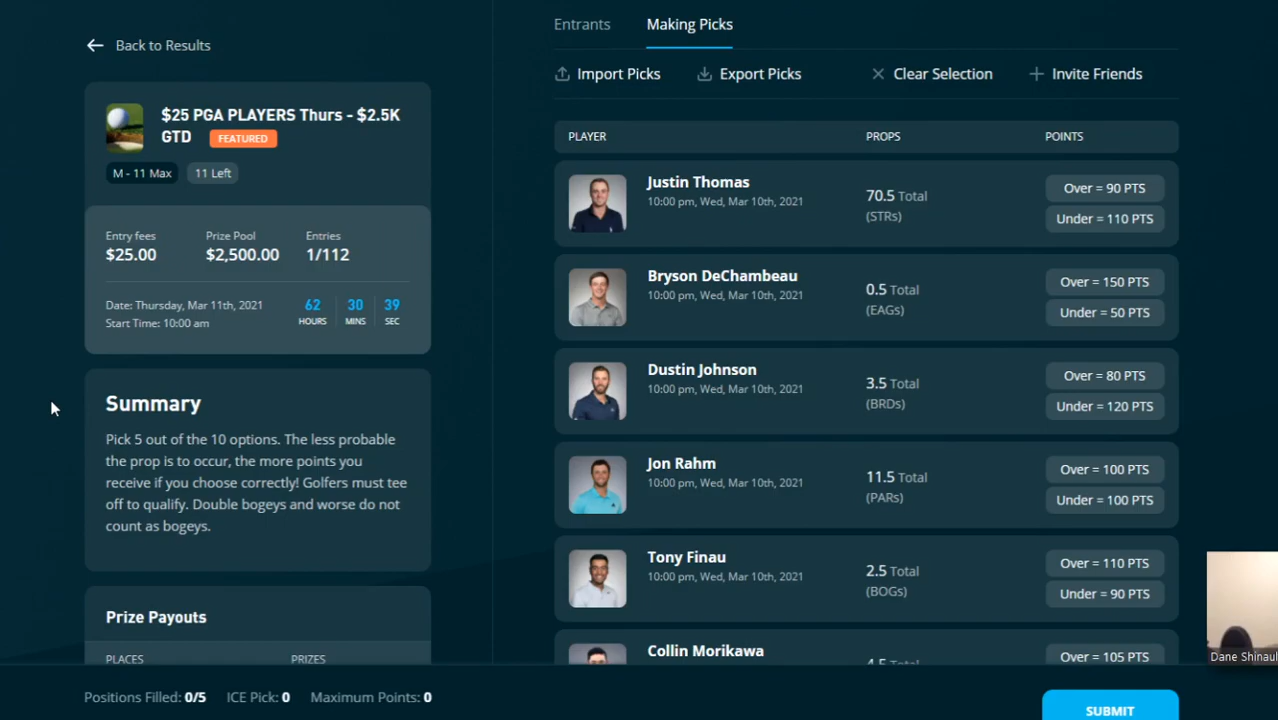 Back to Results
$25 PGA PLAYERS Thurs - $2.5K
GTD FEATURED
M - 11 Max 11 Left
Entry fees Prize Pool Entries
$25.00 $2,500.00 1/112
Date: Thursday, Mar 11th, 2021
Start Time: 10:00 am
62 30 39
HOURS MINS SEC
Summary
Pick 5 out of the 10 options. The less probable
the prop is to occur, the more points you
receive if you choose correctly! Golfers must tee
off to qualify. Double bogeys and worse do not
count as bogeys.
Prize Payouts
PLACES PRIZES
Entrants Making Picks
Import Picks Export Picks Clear Selection Invite Friends
PLAYER PROPS POINTS
Justin Thomas
10:00 pm, Wed, Mar 10th, 2021
70.5 Total
(STRs)
Over = 90 PTS
Under = 110 PTS
Bryson DeChambeau
10:00 pm, Wed, Mar 10th, 2021
0.5 Total
(EAGs)
Over = 150 PTS
Under = 50 PTS
Dustin Johnson
10:00 pm, Wed, Mar 10th, 2021
3.5 Total
(BRDs)
Over = 80 PTS
Under = 120 PTS
Jon Rahm
10:00 pm, Wed, Mar 10th, 2021
11.5 Total
(PARs)
Over = 100 PTS
Under = 100 PTS
Tony Finau
10:00 pm, Wed, Mar 10th, 2021
2.5 Total
(BOGs)
Over = 110 PTS
Under = 90 PTS
Collin Morikawa
4.5 Total
Over = 105 PTS
Dane Shinaul
Positions Filled: 0/5 ICE Pick: 0 Maximum Points: 0
SUBMIT